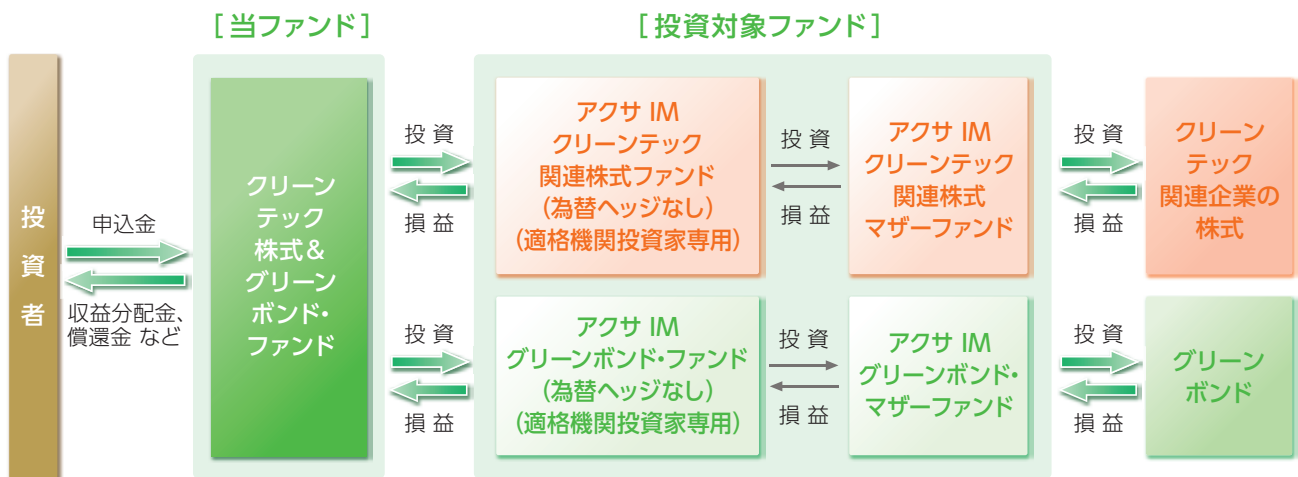 [当ファンド]
[投資対象ファンド]
投資者
申込金
収益分配金、
償還金 など
クリーン
テック
株式＆
グリーン
ボンド・
ファンド
投 資
損 益
アクサ IM
クリーンテック
関連株式ファンド
(為替ヘッジなし)
(適格機関投資家専用)
投 資
損 益
アクサ IM
クリーンテック
関連株式
マザーファンド
投 資
損 益
クリーン
テック
関連企業の
株式
投 資
損 益
アクサ IM
グリーンボンド・ファンド
(為替ヘッジなし)
(適格機関投資家専用)
投 資
損 益
アクサ IM
グリーンボンド・
マザーファンド
投 資
損 益
グリーン
ボンド